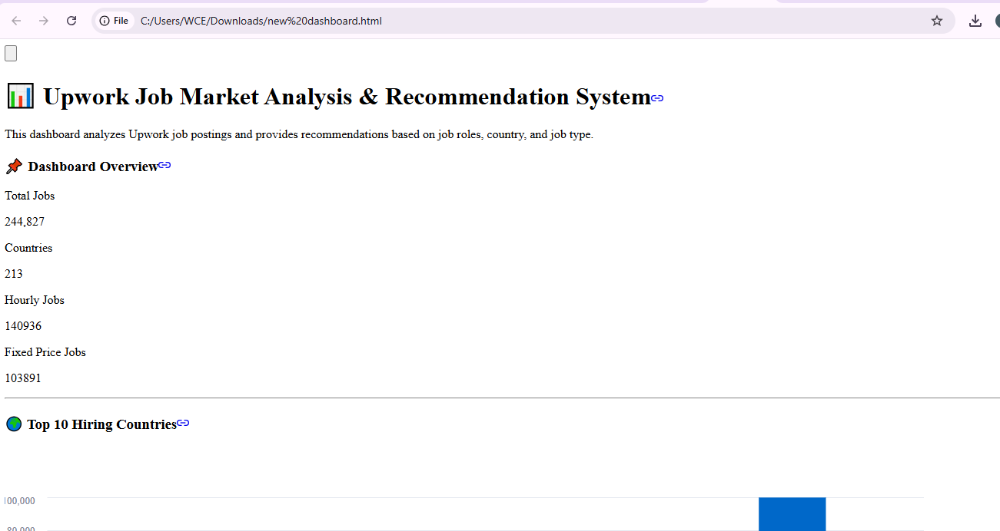 File C:/Users/WCE/Downloads/new%20dashboard.html
Upwork Job Market Analysis & Recommendation System
This dashboard analyzes Upwork job postings and provides recommendations based on job roles, country, and job type.
Dashboard Overview
Total Jobs
244,827
Countries
213
Hourly Jobs
140936
Fixed Price Jobs
103891
Top 10 Hiring Countries
100,000
80,000